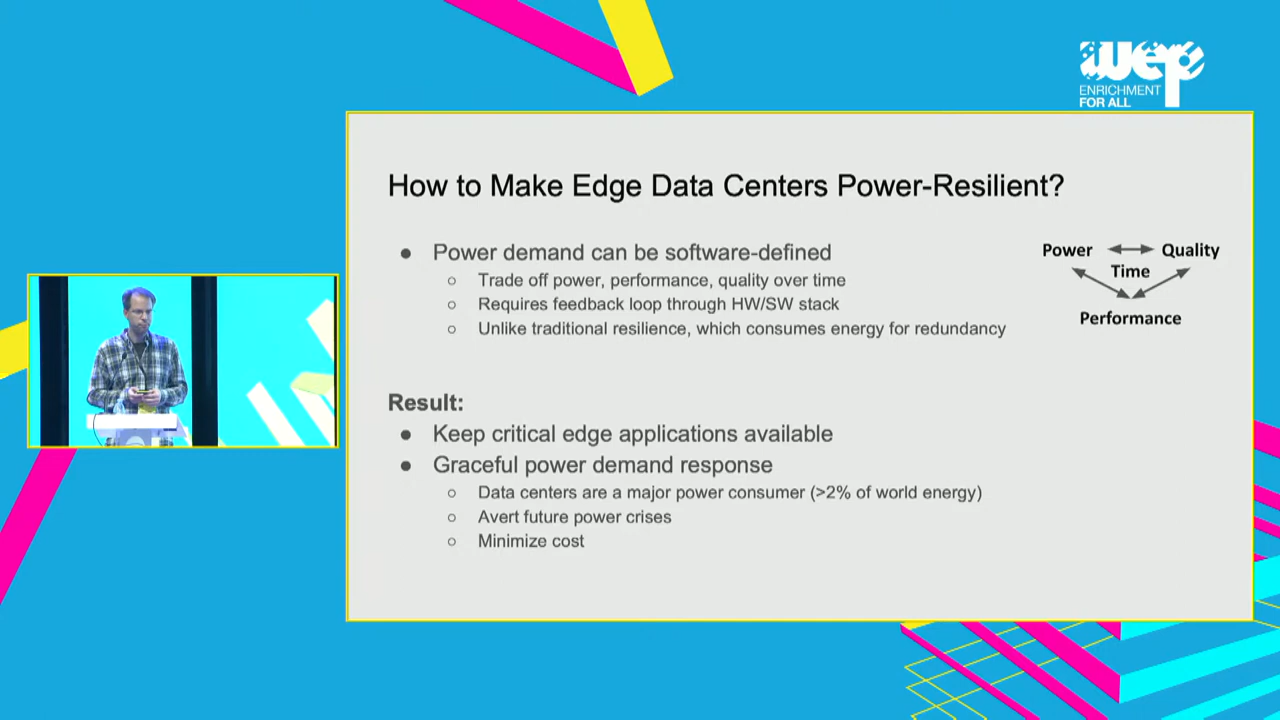 wep
ENRICHMENT
FOR ALL
How to Make Edge Data Centers Power-Resilient?
● Power demand can be software-defined
○ Trade off power, performance, quality over time
○ Requires feedback loop through HW/SW stack
○ Unlike traditional resilience, which consumes energy for redundancy
Power Quality
Time
Performance
Result:
● Keep critical edge applications available
● Graceful power demand response
○ Data centers are a major power consumer (>2% of world energy)
○ Avert future power crises
○ Minimize cost